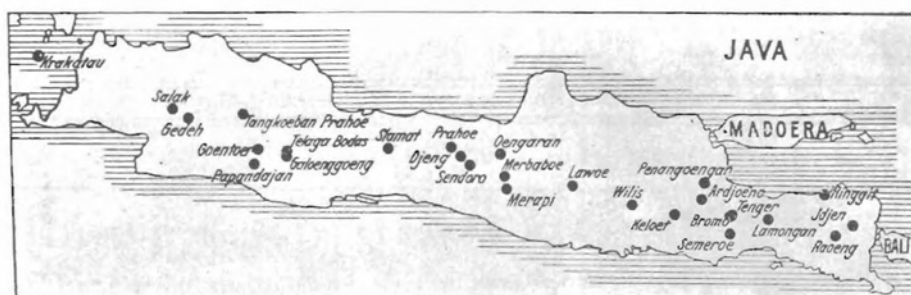 JAVA
Krakatau
Salak
Gedeh
Tangkoeban Prahoe
Goentoer
Papandajan
Telaga Bodas
Galoenggoeng
Slamat
Prahoe
Djeng
Sendoro
Oengaran
Merbaboe
Merapi
Lawoe
Wilis
Keloet
Penangoengan
Ardjoeno
Bromo
Tenger
Semeroe
Lamongan
MADOERA
Ringgit
Jdjen
Raoeng
BALI